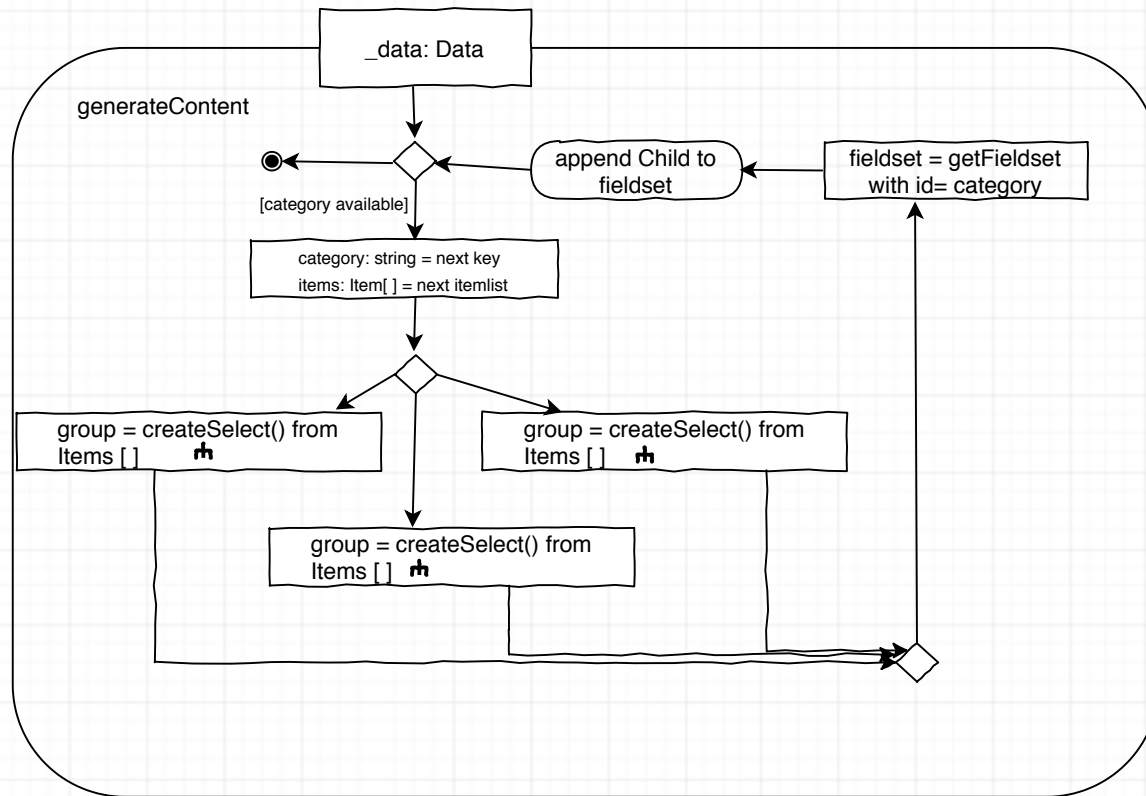 _data: Data
generateContent
append Child to
fieldset
fieldset = getFieldset
with id= category
[category available]
category: string = next key
items: Item[ ] = next itemlist
group = createSelect() from
Items [ ]
group = createSelect() from
Items [ ]
group = createSelect() from
Items [ ]